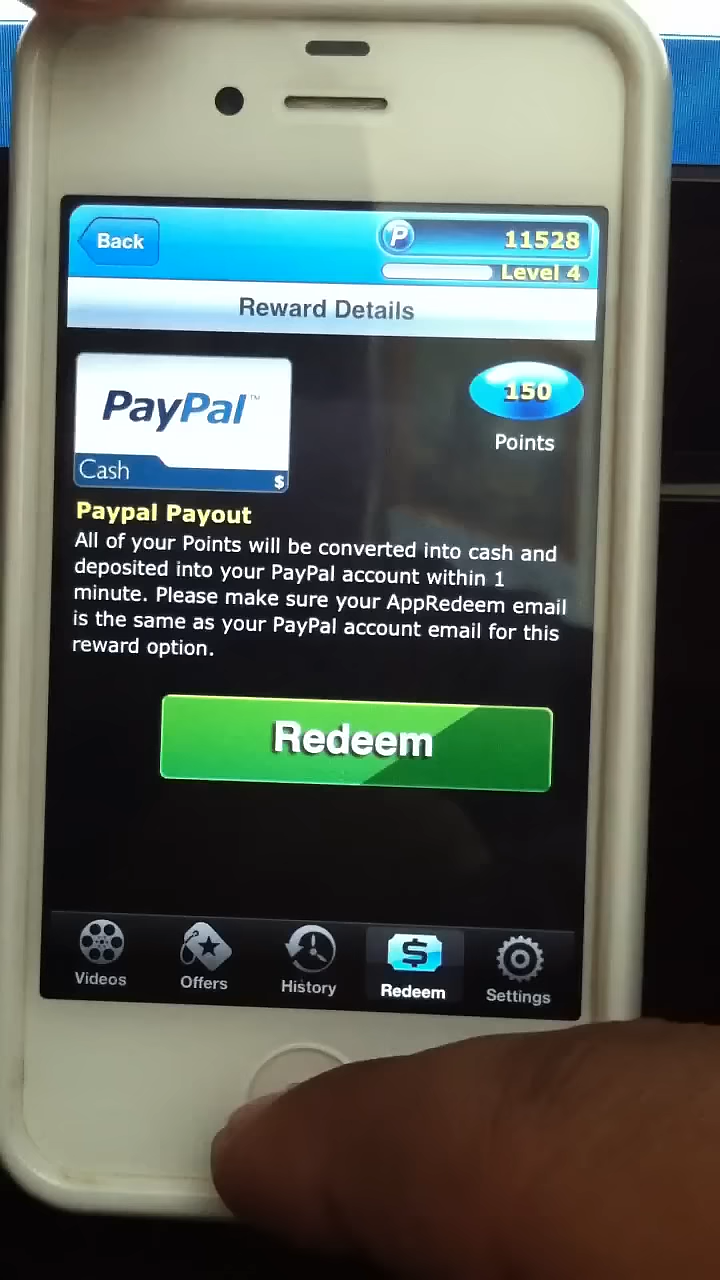 Back
P 11528
Level 4
Reward Details
PayPal™
Cash
$
150
Points
Paypal Payout
All of your Points will be converted into cash and
deposited into your PayPal account within 1
minute. Please make sure your AppRedeem email
is the same as your PayPal account email for this
reward option.
Redeem
$
Videos Offers History Redeem Settings